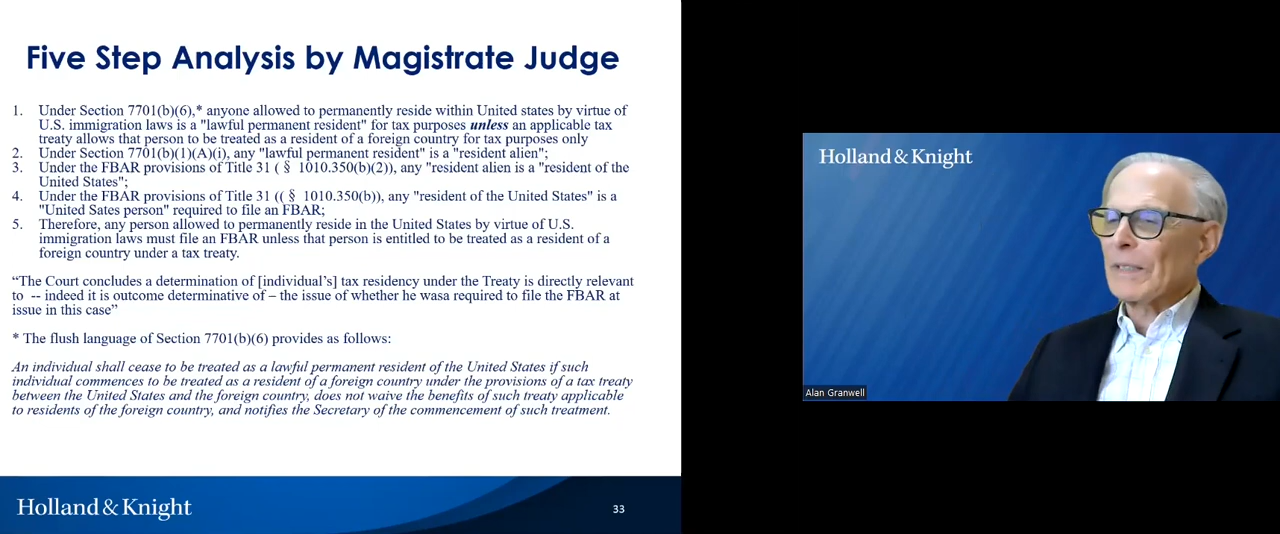 Five Step Analysis by Magistrate Judge
1. Under Section 7701(b)(6),* anyone allowed to permanently reside within United states by virtue of
U.S. immigration laws is a "lawful permanent resident" for tax purposes unless an applicable tax
treaty allows that person to be treated as a resident of a foreign country for tax purposes only
2. Under Section 7701(b)(1)(A)(i), any "lawful permanent resident" is a "resident alien";
3. Under the FBAR provisions of Title 31 ( § 1010.350(b)(2)), any "resident alien is a "resident of the
United States";
4. Under the FBAR provisions of Title 31 (( § 1010.350(b)), any "resident of the United States" is a
"United Sates person" required to file an FBAR;
5. Therefore, any person allowed to permanently reside in the United States by virtue of U.S.
immigration laws must file an FBAR unless that person is entitled to be treated as a resident of a
foreign country under a tax treaty.
“The Court concludes a determination of [individual’s] tax residency under the Treaty is directly relevant
to -- indeed it is outcome determinative of – the issue of whether he wasa required to file the FBAR at
issue in this case”
* The flush language of Section 7701(b)(6) provides as follows:
An individual shall cease to be treated as a lawful permanent resident of the United States if such
individual commences to be treated as a resident of a foreign country under the provisions of a tax treaty
between the United States and the foreign country, does not waive the benefits of such treaty applicable
to residents of the foreign country, and notifies the Secretary of the commencement of such treatment.
Holland & Knight
33
Holland & Knight
Alan Granwell